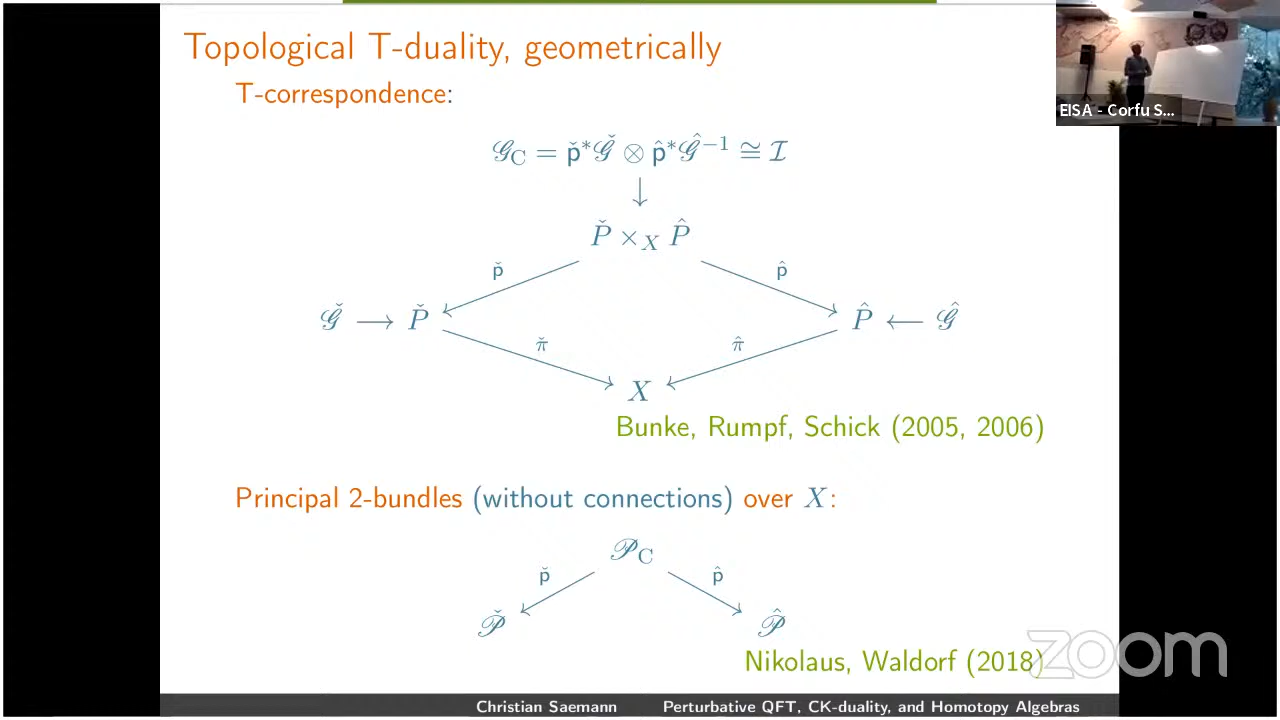 Topological T-duality, geometrically
T-correspondence:
EISA - Corfu S...
𝒢_C = p̌*𝒢̌ ⊗ p̂*𝒢̂⁻¹ ≅ ℐ
↓
P̌ ×_X P̂
p̌ p̂
𝒢̌ ⟶ P̌ P̂ ⟵ 𝒢̂
π̌ π̂
X
Bunke, Rumpf, Schick (2005, 2006)
Principal 2-bundles (without connections) over X:
𝒫_C
p̌ p̂
𝒫̌ 𝒫̂
Nikolaus, Waldorf (2018)
zoom
Christian Saemann Perturbative QFT, CK-duality, and Homotopy Algebras